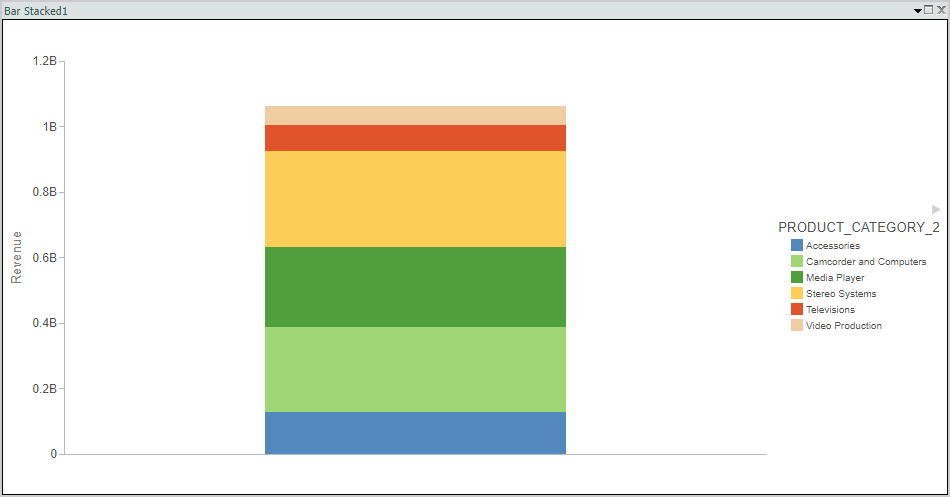 Bar Stacked1
1.2B
1B
0.8B
0.6B
0.4B
0.2B
0
Revenue
PRODUCT_CATEGORY_2
Accessories
Camcorder and Computers
Media Player
Stereo Systems
Televisions
Video Production